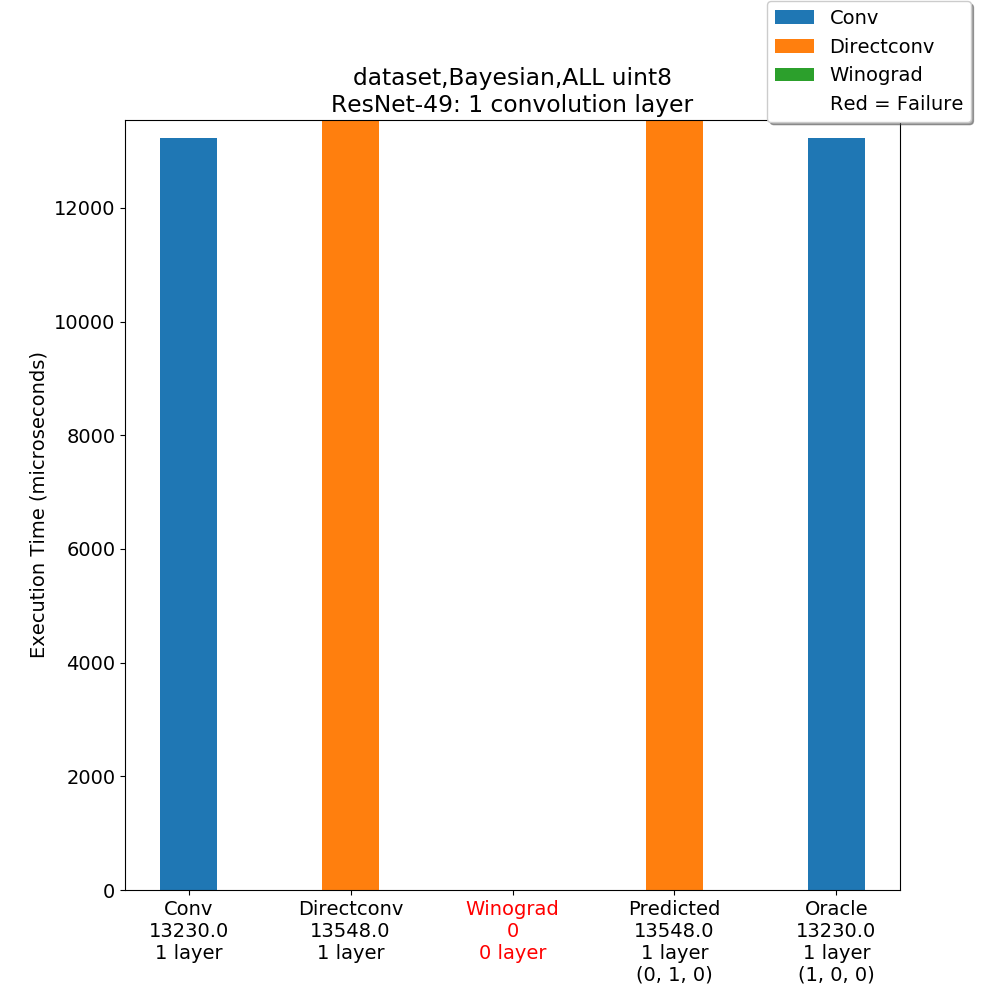 Conv
Directconv
Winograd
Red = Failure
dataset,Bayesian,ALL uint8
ResNet-49: 1 convolution layer
Execution Time (microseconds)
12000
10000
8000
6000
4000
2000
0
Conv
13230.0
1 layer
Directconv
13548.0
1 layer
Winograd
0
0 layer
Predicted
13548.0
1 layer
(0, 1, 0)
Oracle
13230.0
1 layer
(1, 0, 0)